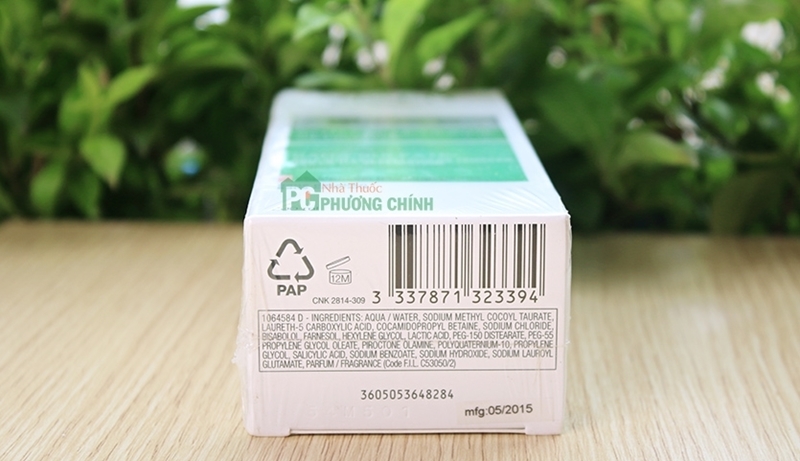 Nhà Thuốc
PC PHƯƠNG CHÍNH
PAP
12M
CNK 2814-309
3 337871 323394
1064584 D - INGREDIENTS: AQUA / WATER, SODIUM METHYL COCOYL TAURATE,
LAURETH-5 CARBOXYLIC ACID, COCAMIDOPROPYL BETAINE, SODIUM CHLORIDE,
BISABOLOL, FARNESOL, HEXYLENE GLYCOL, LACTIC ACID, PEG-150 DISTEARATE, PEG-55
PROPYLENE GLYCOL OLEATE, PIROCTONE OLAMINE, POLYQUATERNIUM-10, PROPYLENE
GLYCOL, SALICYLIC ACID, SODIUM BENZOATE, SODIUM HYDROXIDE, SODIUM LAUROYL
GLUTAMATE, PARFUM / FRAGRANCE (Code F.I.L. C53050/2)
3605053648284
mfg:05/2015